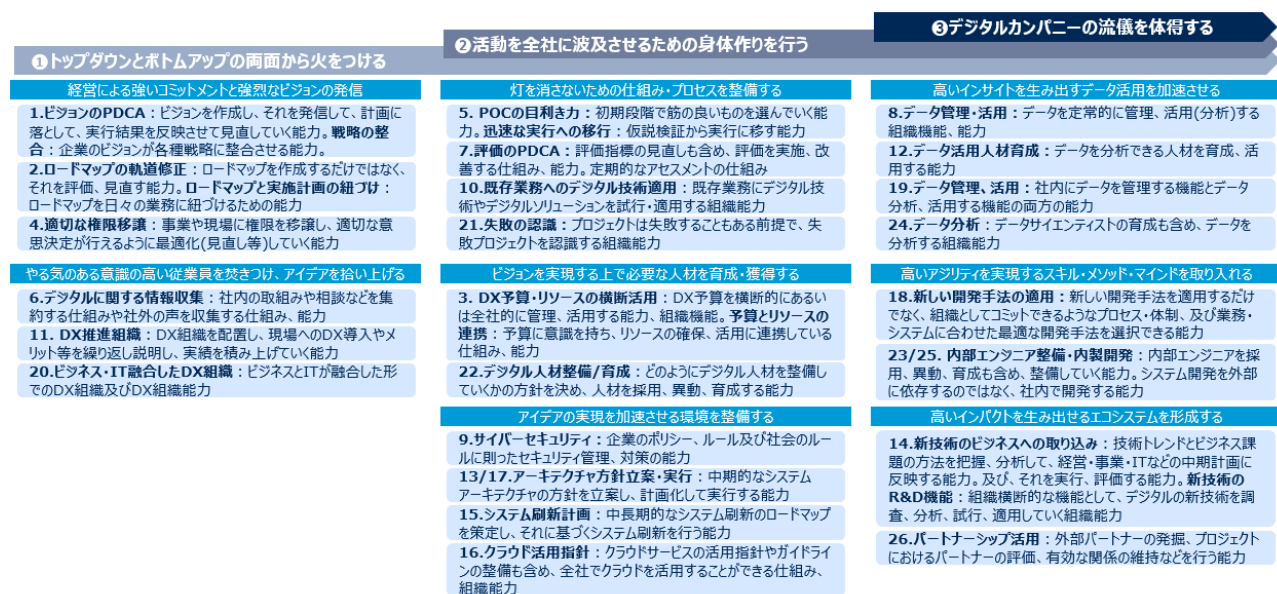 ❶トップダウンとボトムアップの両面から火をつける
経営による強いコミットメントと強烈なビジョンの発信
1.ビジョンのPDCA：ビジョンを作成し、それを発信して、計画に
落として、実行結果を反映させて見直していく能力。戦略の整
合：企業のビジョンが各種戦略に整合させる能力。
2.ロードマップの軌道修正：ロードマップを作成するだけではなく、
それを評価、見直す能力。ロードマップと実施計画の紐づけ：
ロードマップを日々の業務に紐づけるための能力
4.適切な権限移譲：事業や現場に権限を移譲し、適切な意
思決定が行えるように最適化(見直し等)していく能力
やる気のある意識の高い従業員を焚きつけ、アイデアを拾い上げる
6.デジタルに関する情報収集：社内の取組みや相談などを集
約する仕組みや社外の声を収集する仕組み、能力
11. DX推進組織：DX組織を配置し、現場へのDX導入やメ
リット等を繰り返し説明し、実績を積み上げていく能力
20.ビジネス・IT融合したDX組織：ビジネスとITが融合した形
でのDX組織及びDX組織能力
❷活動を全社に波及させるための身体作りを行う
灯を消さないための仕組み・プロセスを整備する
5. POCの目利き力：初期段階で筋の良いものを選んでいく能
力。迅速な実行への移行：仮説検証から実行に移す能力
7.評価のPDCA：評価指標の見直しも含め、評価を実施、改
善する仕組み、能力。定期的なアセスメントの仕組み
10.既存業務へのデジタル技術適用：既存業務にデジタル技
術やデジタルソリューションを試行・適用する組織能力
21.失敗の認識：プロジェクトは失敗することもある前提で、失
敗プロジェクトを認識する組織能力
ビジョンを実現する上で必要な人材を育成・獲得する
3. DX予算・リソースの横断活用：DX予算を横断的にあるい
は全社的に管理、活用する能力、組織機能。予算とリソースの
連携：予算に意識を持ち、リソースの確保、活用に連携している
仕組み、能力
22.デジタル人材整備/育成：どのようにデジタル人材を整備し
ていくかの方針を決め、人材を採用、異動、育成する能力
アイデアの実現を加速させる環境を整備する
9.サイバーセキュリティ：企業のポリシー、ルール及び社会のルー
ルに則ったセキュリティ管理、対策の能力
13/17.アーキテクチャ方針立案・実行：中期的なシステム
アーキテクチャの方針を立案し、計画化して実行する能力
15.システム刷新計画：中長期的なシステム刷新のロードマップ
を策定し、それに基づくシステム刷新を行う能力
16.クラウド活用指針：クラウドサービスの活用指針やガイドライ
ンの整備も含め、全社でクラウドを活用することができる仕組み、
組織能力
❸デジタルカンパニーの流儀を体得する
高いインサイトを生み出すデータ活用を加速させる
8.データ管理・活用：データを定常的に管理、活用(分析)する
組織機能、能力
12.データ活用人材育成：データを分析できる人材を育成、活
用する能力
19.データ管理、活用：社内にデータを管理する機能とデータ
分析、活用する機能の両方の能力
24.データ分析：データサイエンティストの育成も含め、データを
分析する組織能力
高いアジリティを実現するスキル・メソッド・マインドを取り入れる
18.新しい開発手法の適用：新しい開発手法を適用するだけ
でなく、組織としてコミットできるようなプロセス・体制、及び業務・
システムに合わせた最適な開発手法を選択できる能力
23/25. 内部エンジニア整備・内製開発：内部エンジニアを採
用、異動、育成も含め、整備していく能力。システム開発を外部
に依存するのではなく、社内で開発する能力
高いインパクトを生み出せるエコシステムを形成する
14.新技術のビジネスへの取り込み：技術トレンドとビジネス課
題の方法を把握、分析して、経営・事業・ITなどの中期計画に
反映する能力。及び、それを実行、評価する能力。新技術の
R&D機能：組織横断的な機能として、デジタルの新技術を調
査、分析、試行、適用していく組織能力
26.パートナーシップ活用：外部パートナーの発掘、プロジェクト
におけるパートナーの評価、有効な関係の維持などを行う能力